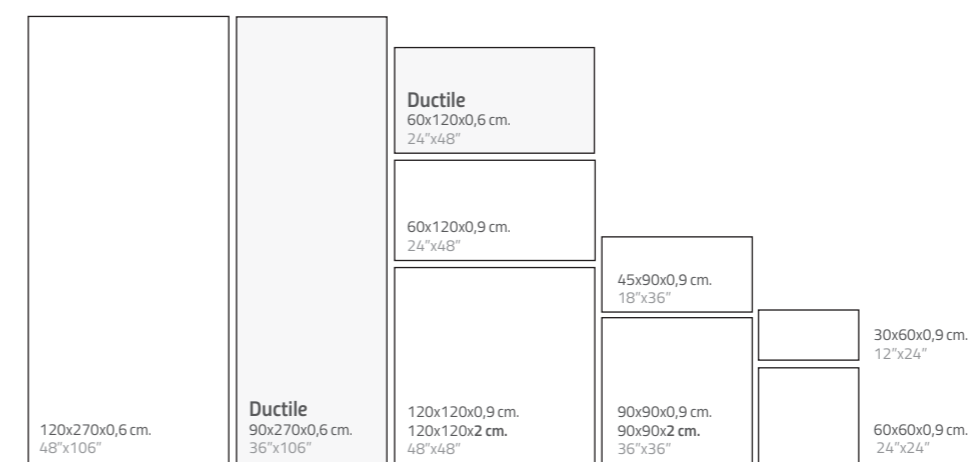 120x270x0,6 cm.
48"x106"
Ductile
90x270x0,6 cm.
36"x106"
Ductile
60x120x0,6 cm.
24"x48"
60x120x0,9 cm.
24"x48"
120x120x0,9 cm.
120x120x2 cm.
48"x48"
45x90x0,9 cm.
18"x36"
90x90x0,9 cm.
90x90x2 cm.
36"x36"
30x60x0,9 cm.
12"x24"
60x60x0,9 cm.
24"x24"